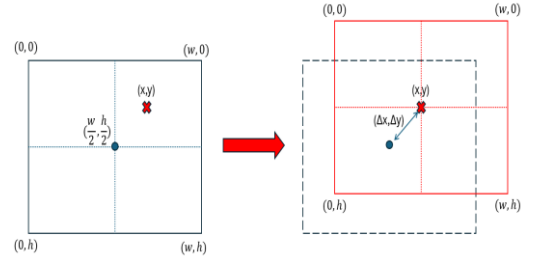 (0,0)
(w,0)
(x,y)
(w/2,h/2)
(0,h)
(w,h)
(0,0)
(w,0)
(x,y)
(Δx,Δy)
(0,h)
(w,h)